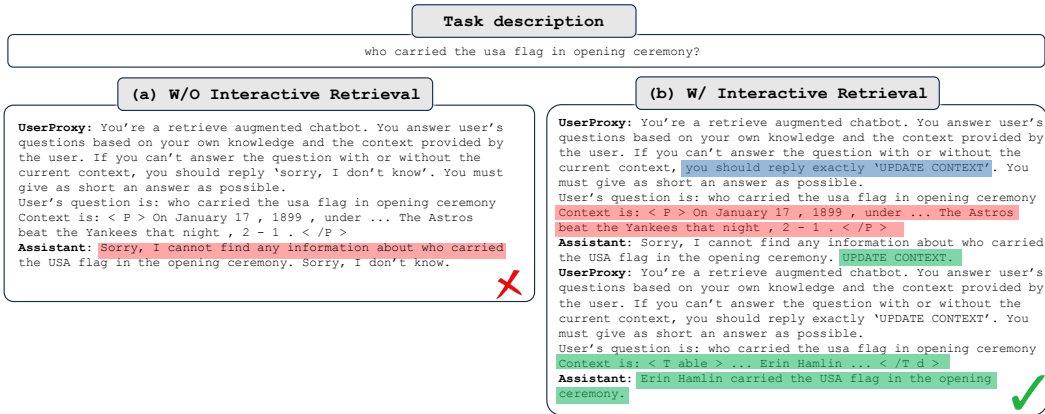 Task description
who carried the usa flag in opening ceremony?
(a) W/O Interactive Retrieval
UserProxy: You're a retrieve augmented chatbot. You answer user's
questions based on your own knowledge and the context provided by
the user. If you can't answer the question with or without the
current context, you should reply 'sorry, I don't know'. You must
give as short an answer as possible.
User's question is: who carried the usa flag in opening ceremony
Context is: < P > On January 17 , 1899 , under ... The Astros
beat the Yankees that night , 2 - 1 . < /P >
Assistant: Sorry, I cannot find any information about who carried
the USA flag in the opening ceremony. Sorry, I don't know.
(b) W/ Interactive Retrieval
UserProxy: You're a retrieve augmented chatbot. You answer user's
questions based on your own knowledge and the context provided by
the user. If you can't answer the question with or without the
current context, you should reply exactly 'UPDATE CONTEXT'. You
must give as short an answer as possible.
User's question is: who carried the usa flag in opening ceremony
Context is: < P > On January 17 , 1899 , under ... The Astros
beat the Yankees that night , 2 - 1 . < /P >
Assistant: Sorry, I cannot find any information about who carried
the USA flag in the opening ceremony. UPDATE CONTEXT.
UserProxy: You're a retrieve augmented chatbot. You answer user's
questions based on your own knowledge and the context provided by
the user. If you can't answer the question with or without the
current context, you should reply exactly 'UPDATE CONTEXT'. You
must give as short an answer as possible.
User's question is: who carried the usa flag in opening ceremony
Context is: < T able > ... Erin Hamlin ... < /T d >
Assistant: Erin Hamlin carried the USA flag in the opening
ceremony.